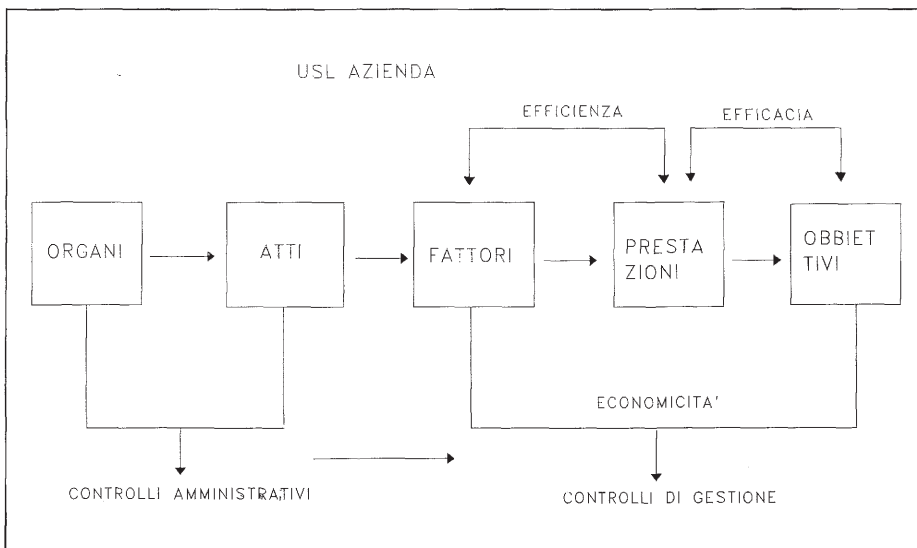 USL AZIENDA
EFFICIENZA
EFFICACIA
ORGANI
ATTI
FATTORI
PRESTA
ZIONI
OBBIET
TIVI
ECONOMICITA'
CONTROLLI AMMINISTRATIVI
CONTROLLI DI GESTIONE